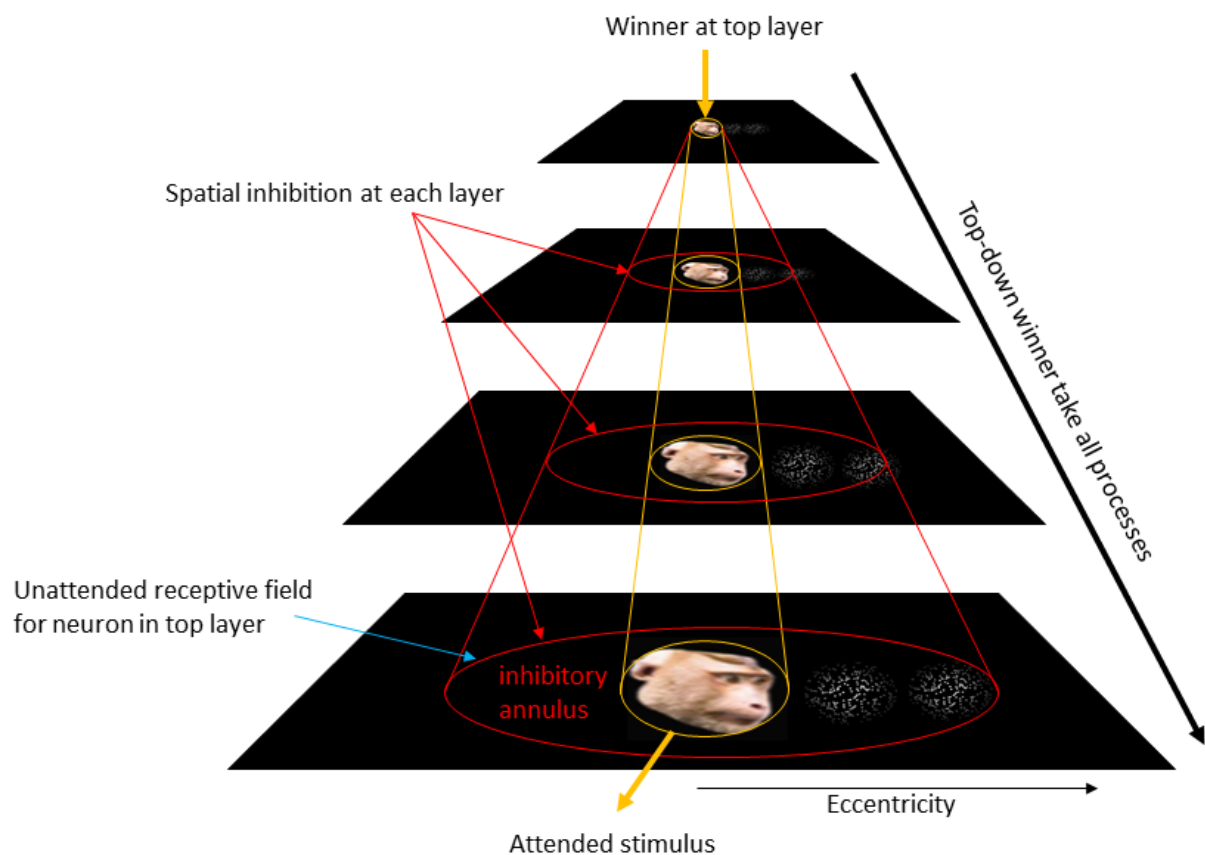 Winner at top layer
Spatial inhibition at each layer
Top-down winner take all processes
Unattended receptive field
for neuron in top layer
inhibitory
annulus
Eccentricity
Attended stimulus